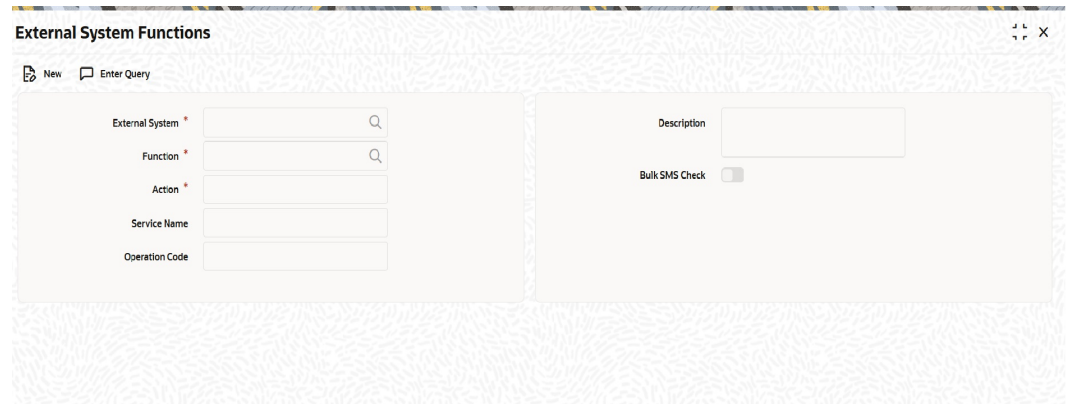 External System Functions
New Enter Query
External System *
Function *
Action *
Service Name
Operation Code
Description
Bulk SMS Check